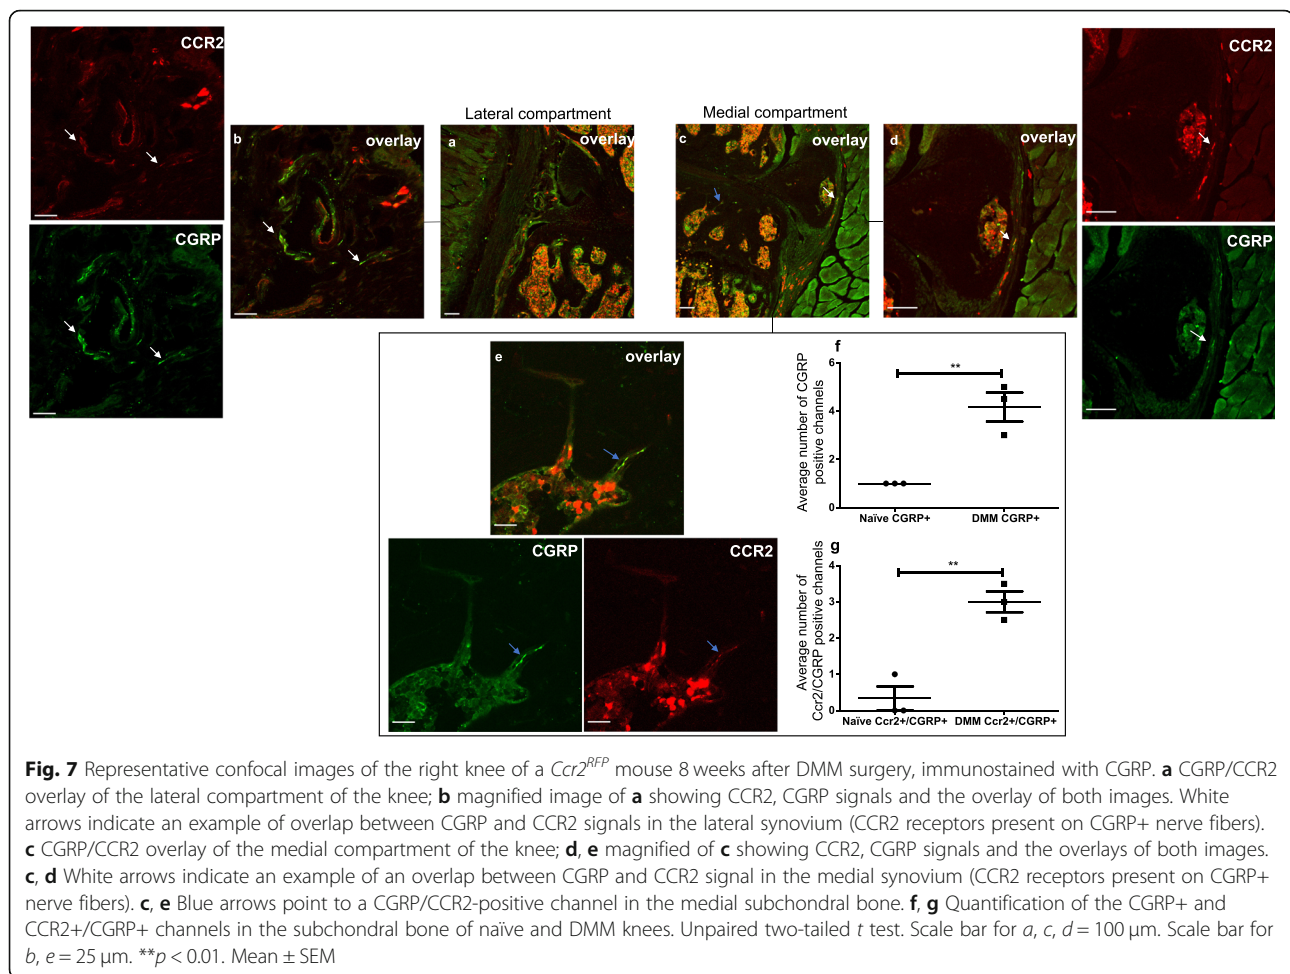 CCR2
CGRP
b
overlay
Lateral compartment
a
overlay
Medial compartment
c
overlay
d
overlay
CCR2
CGRP
e
overlay
CGRP
CCR2
f
Average number of CGRP
positive channels
6
4
2
0
**
Naïve CGRP+
DMM CGRP+
g
Average number of
Ccr2/CGRP positive channels
4
3
2
1
0
**
Naïve Ccr2+/CGRP+
DMM Ccr2+/CGRP+
Fig. 7 Representative confocal images of the right knee of a Ccr2RFP mouse 8 weeks after DMM surgery, immunostained with CGRP. a CGRP/CCR2
overlay of the lateral compartment of the knee; b magnified image of a showing CCR2, CGRP signals and the overlay of both images. White
arrows indicate an example of overlap between CGRP and CCR2 signals in the lateral synovium (CCR2 receptors present on CGRP+ nerve fibers).
c CGRP/CCR2 overlay of the medial compartment of the knee; d, e magnified of c showing CCR2, CGRP signals and the overlays of both images.
c, d White arrows indicate an example of an overlap between CGRP and CCR2 signal in the medial synovium (CCR2 receptors present on CGRP+
nerve fibers). c, e Blue arrows point to a CGRP/CCR2-positive channel in the medial subchondral bone. f, g Quantification of the CGRP+ and
CCR2+/CGRP+ channels in the subchondral bone of naïve and DMM knees. Unpaired two-tailed t test. Scale bar for a, c, d = 100 μm. Scale bar for
b, e = 25 μm. **p < 0.01. Mean ± SEM